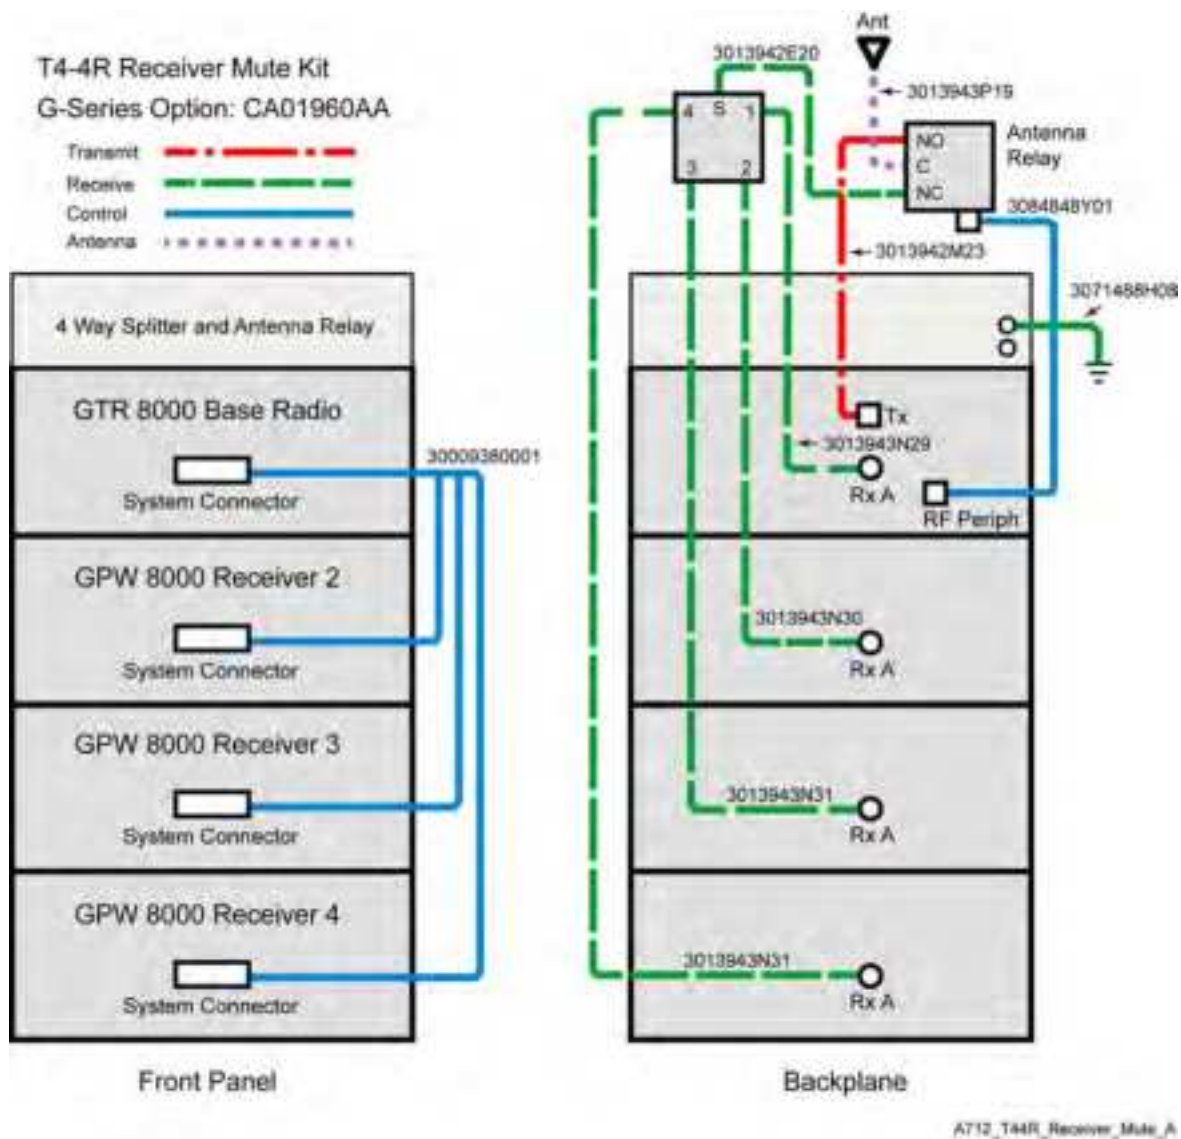 T4-4R Receiver Mute Kit
G-Series Option: CA01960AA
Transmit
Receive
Control
Antenna
4 Way Splitter and Antenna Relay
GTR 8000 Base Radio
System Connector
30009380001
GPW 8000 Receiver 2
System Connector
GPW 8000 Receiver 3
System Connector
GPW 8000 Receiver 4
System Connector
Front Panel
Ant
3013942E20
3013943P19
4
S
1
3
2
NO
C
NC
Antenna
Relay
3084848Y01
3013942M23
3071488H08
Tx
3013943N29
Rx A
RF Periph
3013943N30
Rx A
3013943N31
Rx A
3013943N31
Rx A
Backplane
A712_T44R_Receiver_Mute_A